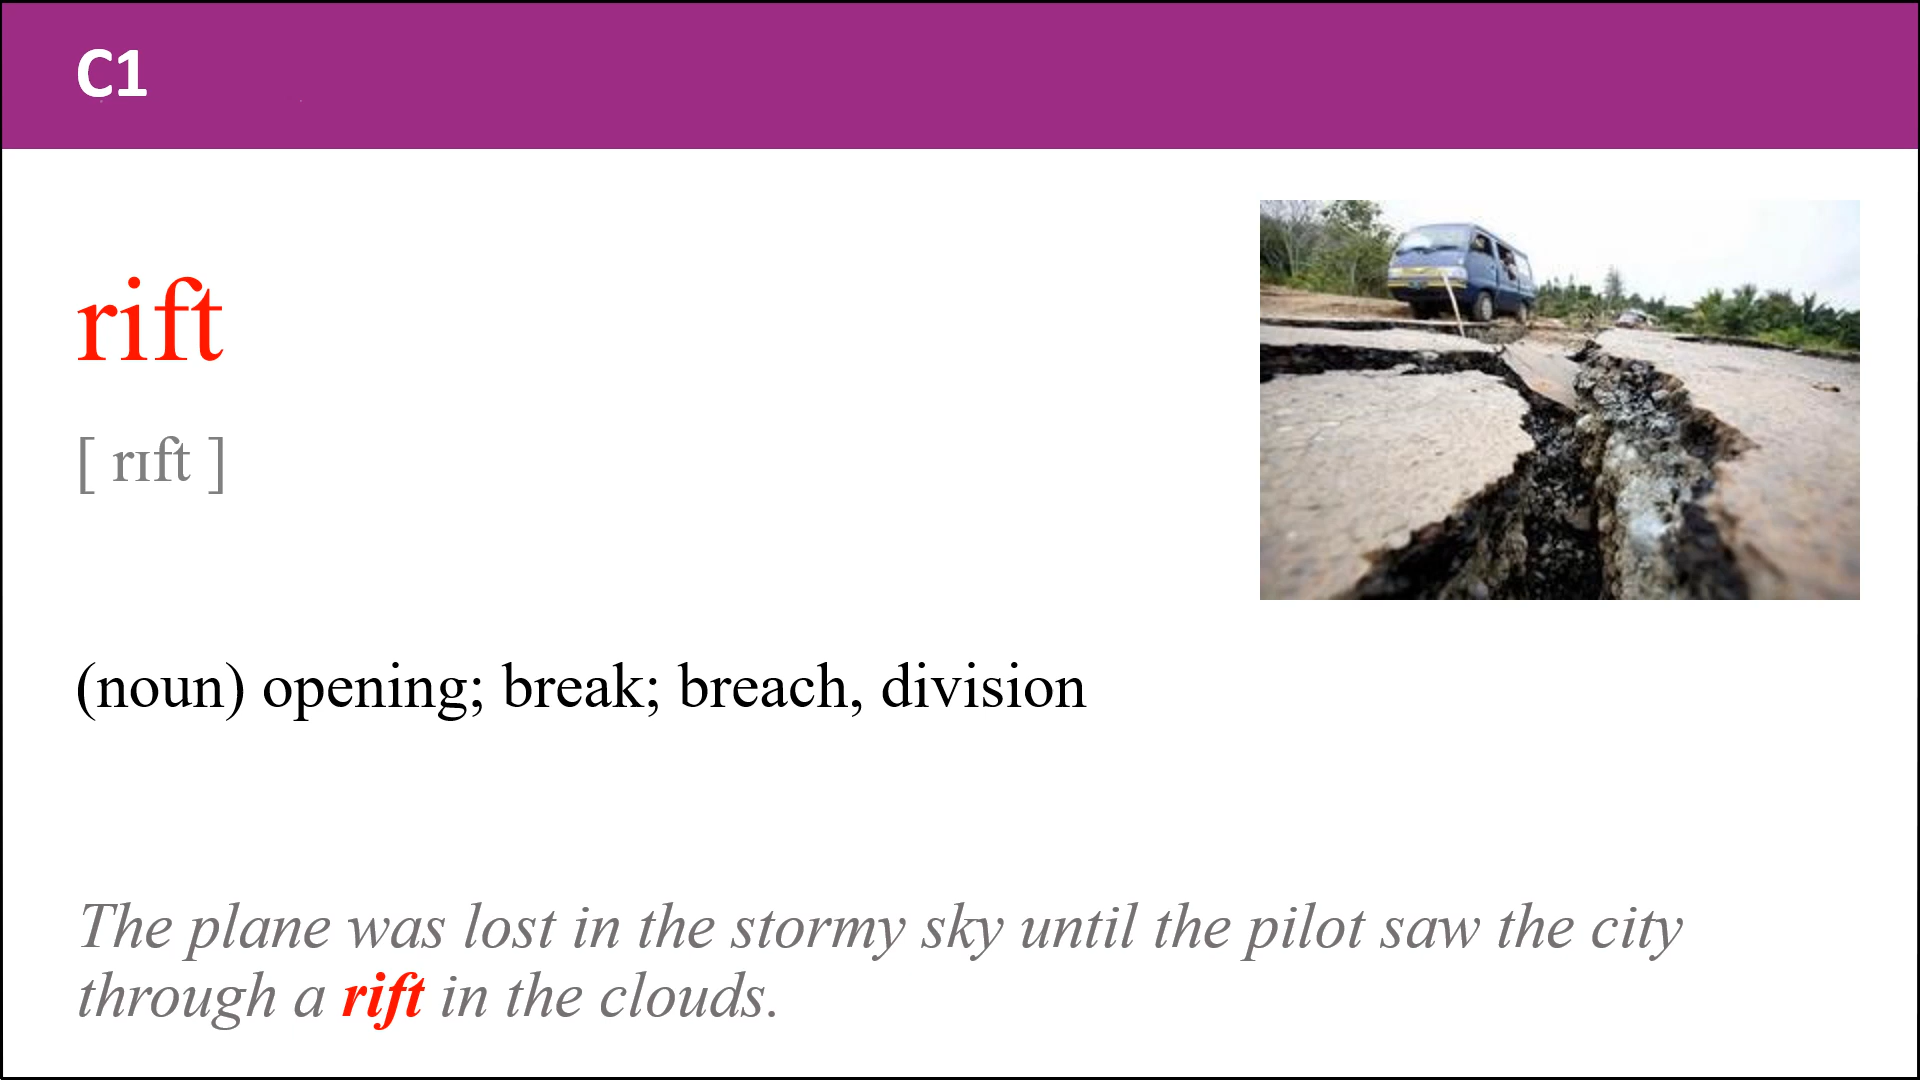 C1
rift
[ rɪft ]
(noun) opening; break; breach, division
The plane was lost in the stormy sky until the pilot saw the city
through a rift in the clouds.